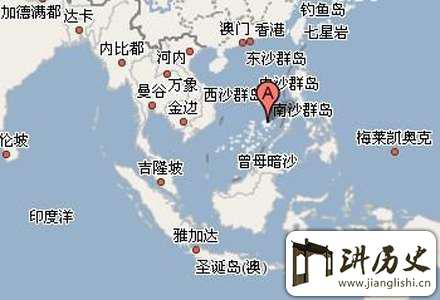 钓鱼岛
加德满都
达卡
七星岩
澳门
香港
内比都
河内
东沙群岛
万象
西沙群岛
中沙群岛
A
曼谷
南沙群岛
金边
伦坡
梅莱凯奥克
曾母暗沙
吉隆坡
印度洋
雅加达
圣诞岛(澳)
讲历史
www.jianglishi.cn